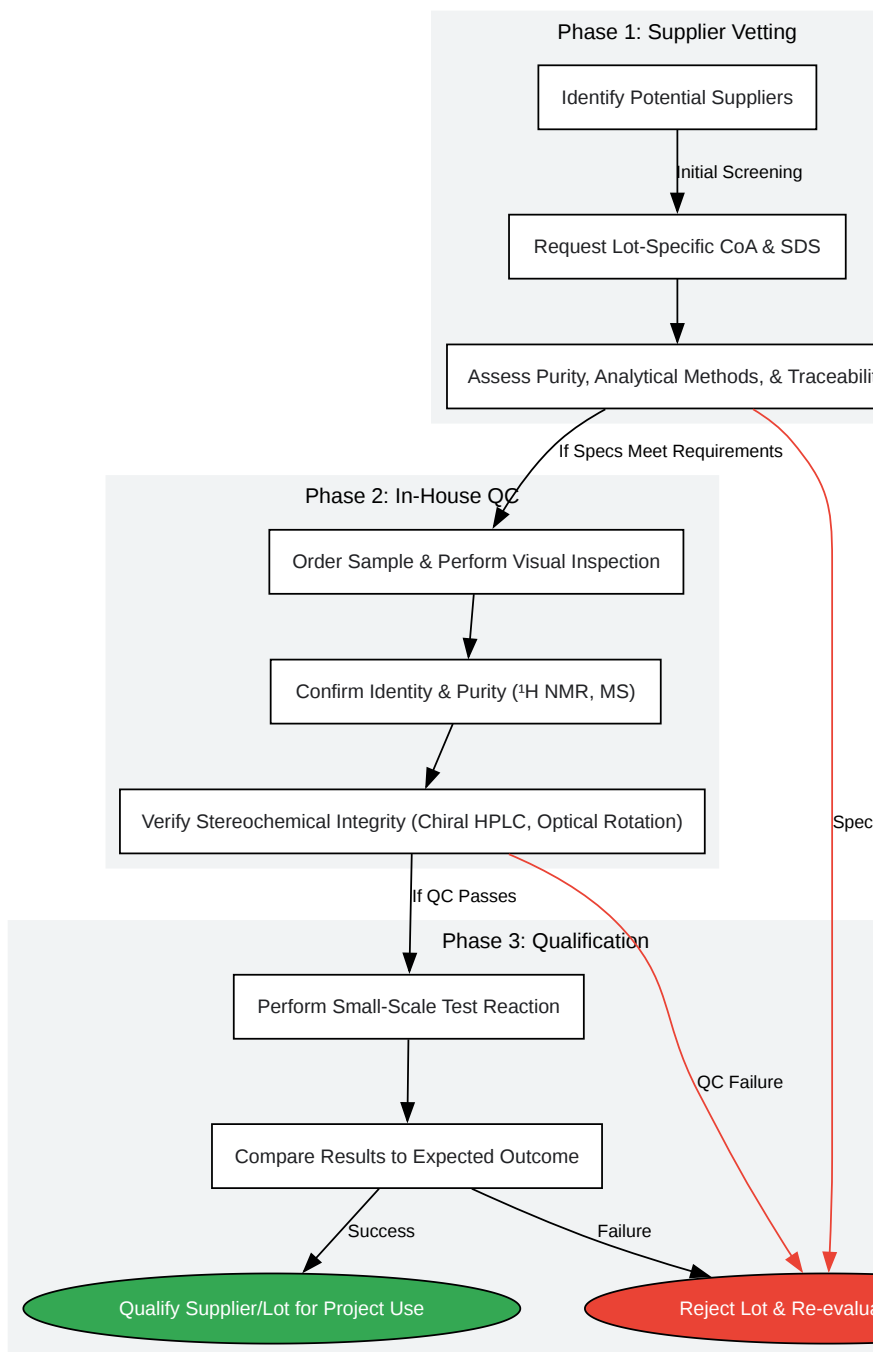 Phase 1: Supplier Vetting
Identify Potential Suppliers
Initial Screening
Request Lot-Specific CoA & SDS
Assess Purity, Analytical Methods, &
If Specs Meet Requirements
Phase 2: In-House QC
Order Sample & Perform Visual Inspection
Confirm Identity & Purity (¹H NMR, MS)
Verify Stereochemical Integrity (Chiral HPLC, Optical Rotation)
Spec
If QC Passes
Phase 3: Qualification
Perform Small-Scale Test Reaction
QC Failure
Compare Results to Expected Outcome
Success
Failure
Qualify Supplier/Lot for Project Use
Reject Lot &